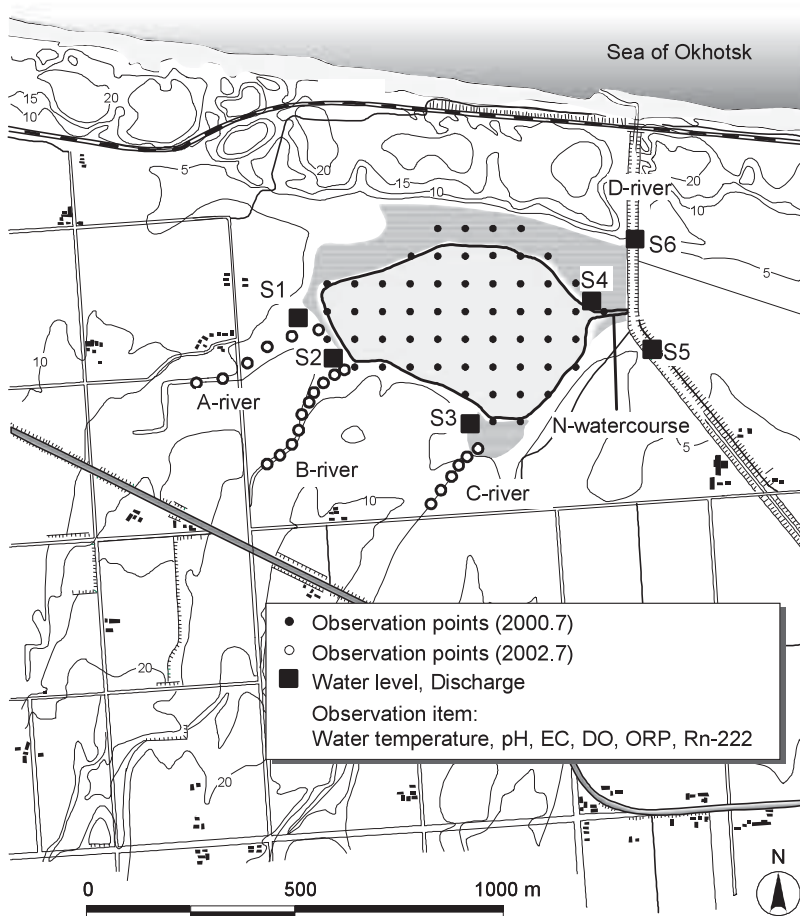 Sea of Okhotsk
20
15
10
20
5
15
10
D-river
20
10
S6
5
S1
S4
10
S2
S5
A-river
S3
N-watercourse
5
B-river
10
C-river
20
20
● Observation points (2000.7)
○ Observation points (2002.7)
■ Water level, Discharge
Observation item:
Water temperature, pH, EC, DO, ORP, Rn-222
N
0 500 1000 m